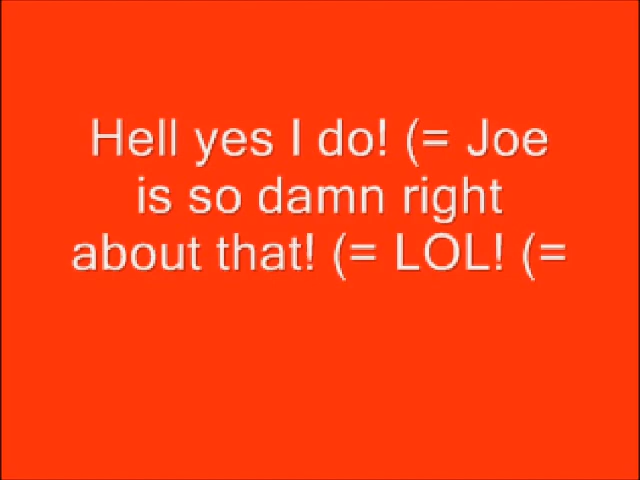 Hell yes I do! (= Joe
is so damn right
about that! (= LOL! (=